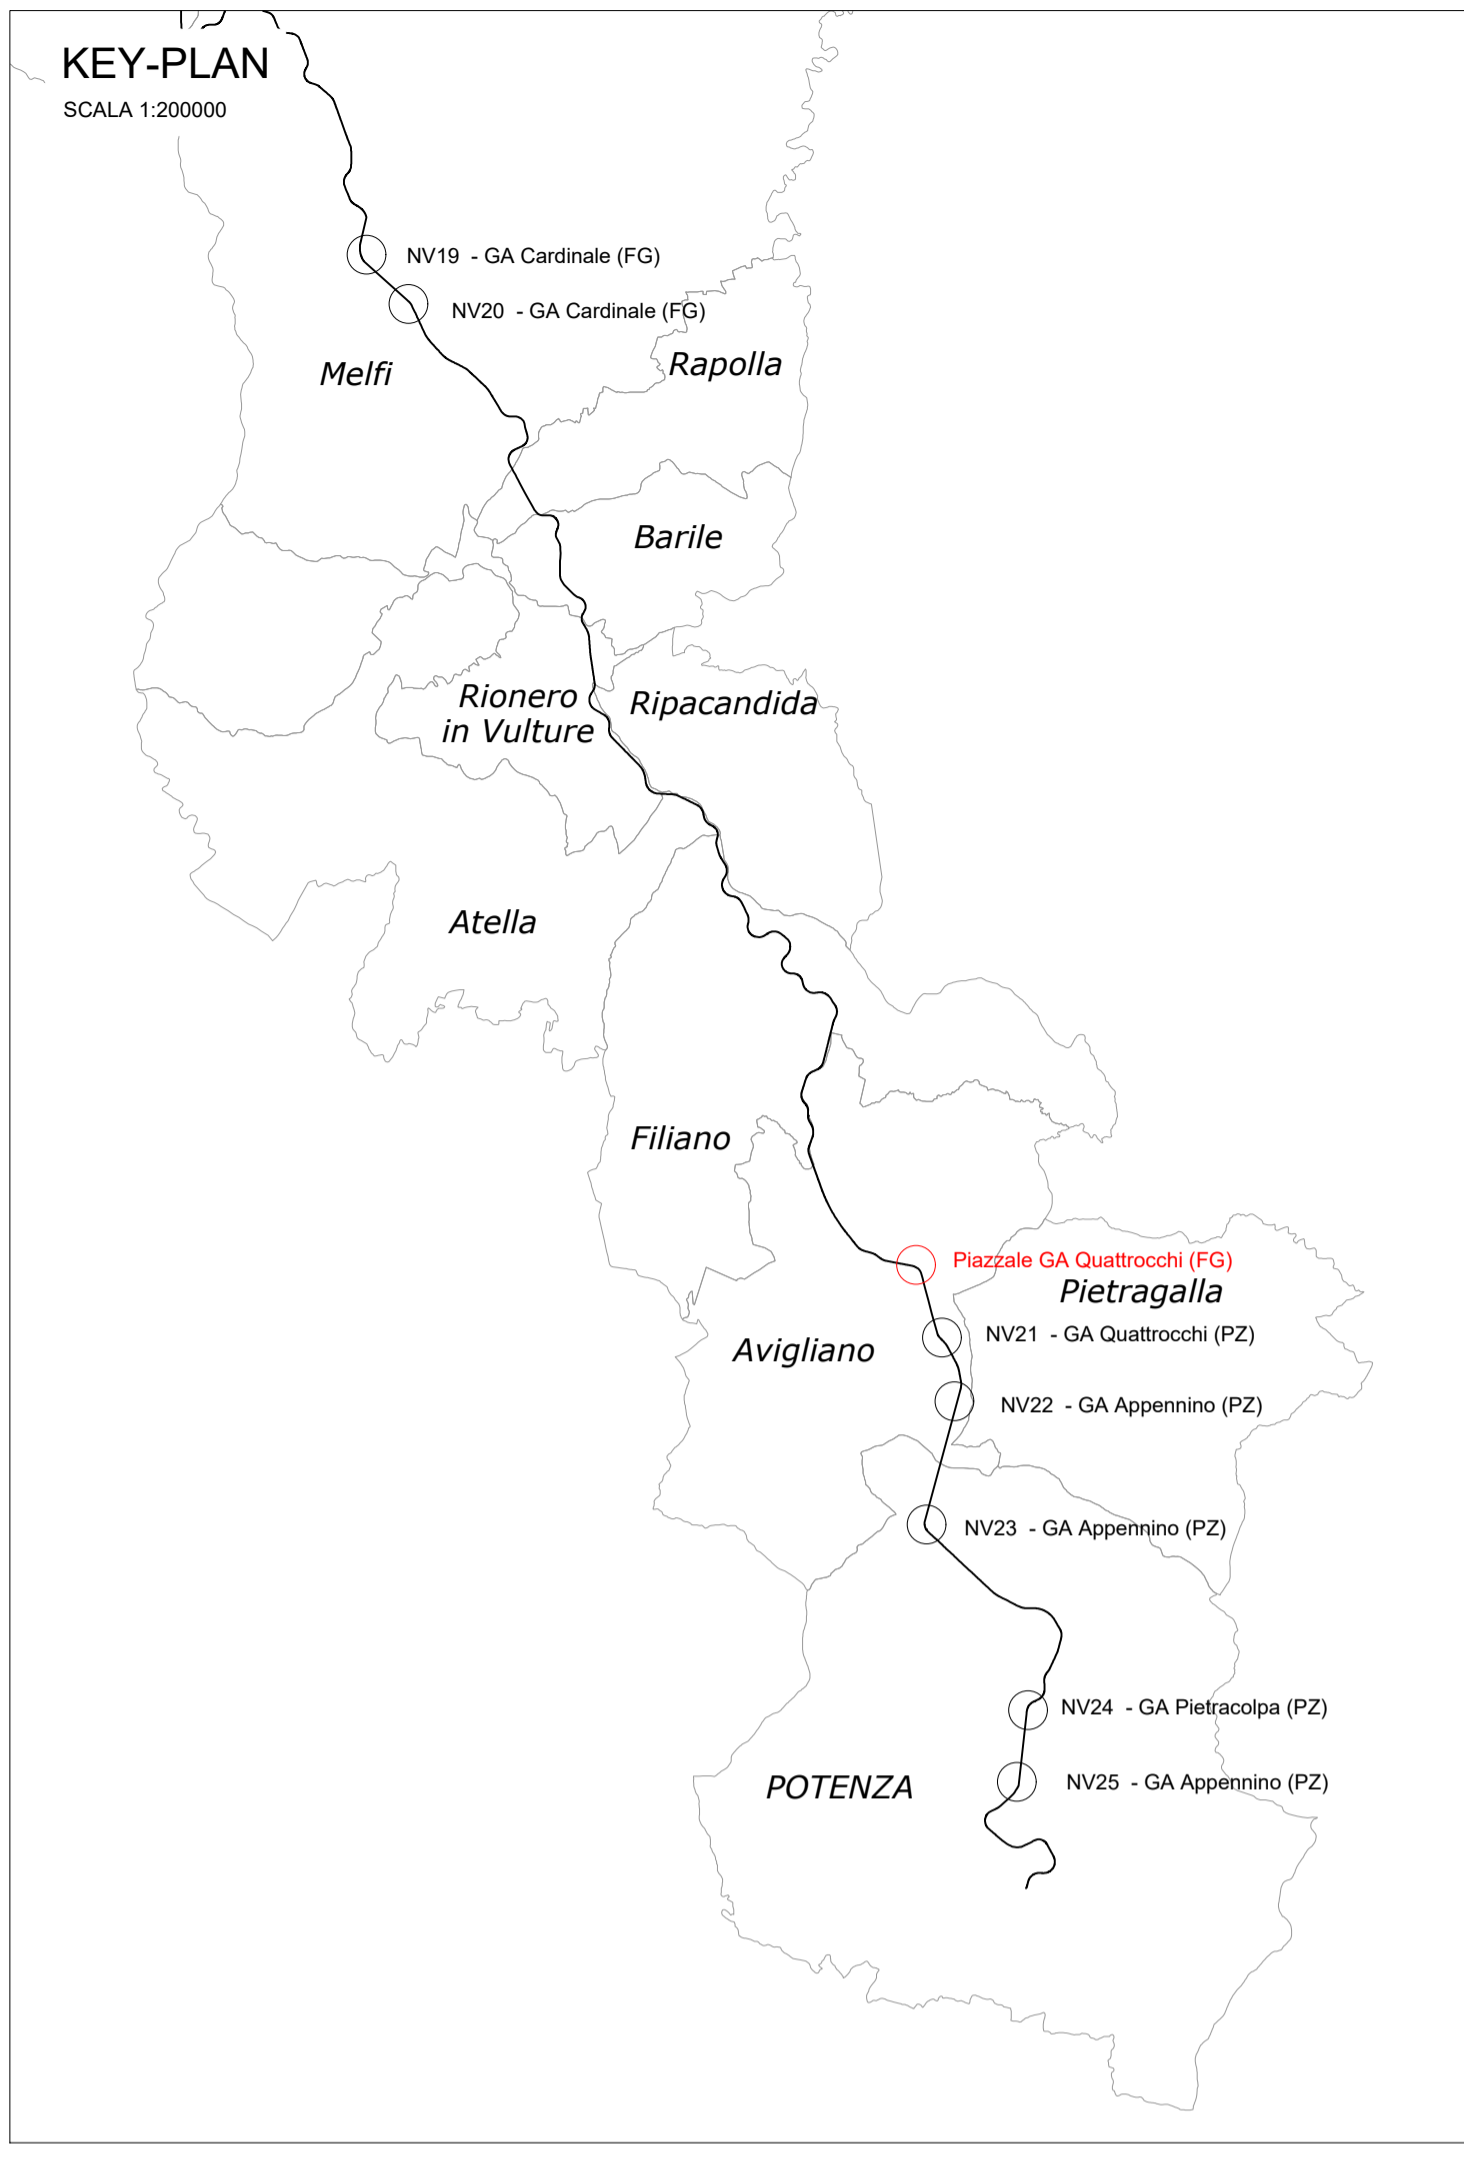 KEY-PLAN
SCALA 1:200000
NV19 - GA Cardinale (FG)
NV20 - GA Cardinale (FG)
Rapolla
Melfi
Barile
Rionero
in Vulture
Ripacandida
Atella
Filiano
Piazzale GA Quattrocchi (FG)
Pietragalla
NV21 - GA Quattrocchi (PZ)
Avigliano
NV22 - GA Appennino (PZ)
NV23 - GA Appennino (PZ)
NV24 - GA Pietracolpa (PZ)
NV25 - GA Appennino (PZ)
POTENZA